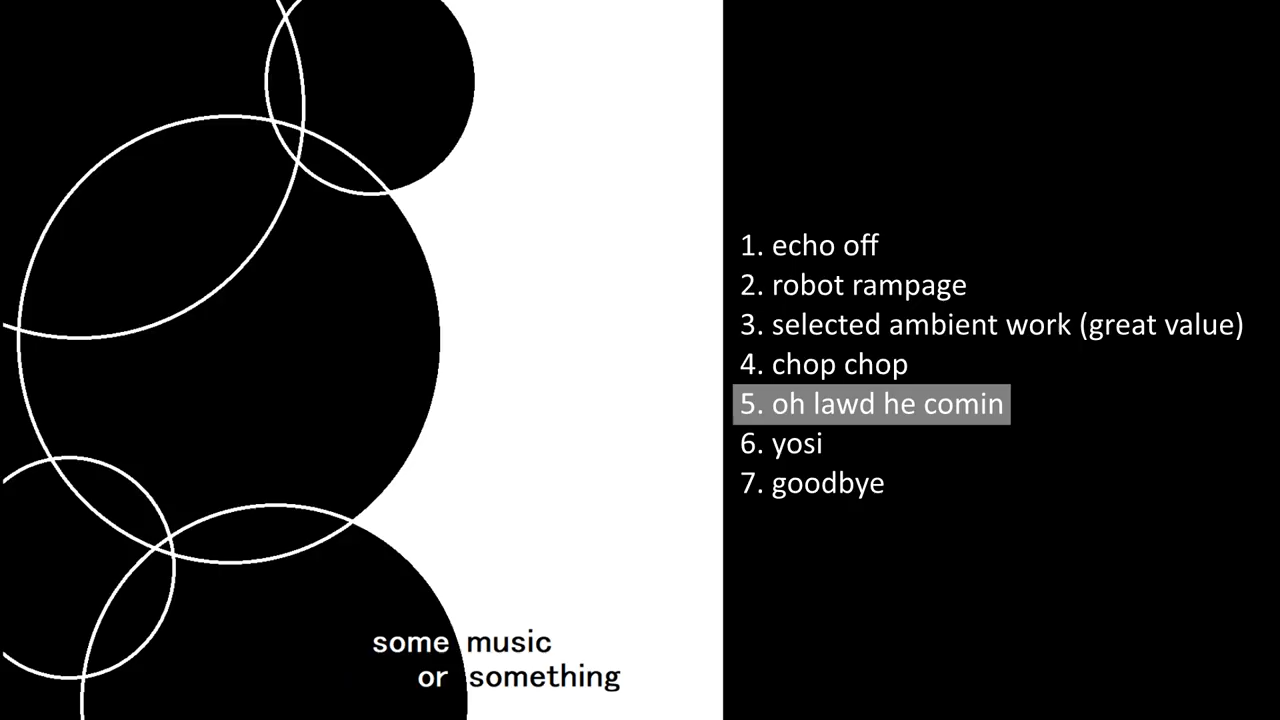 some music
or something
1. echo off
2. robot rampage
3. selected ambient work (great value)
4. chop chop
5. oh lawd he comin
6. yosi
7. goodbye